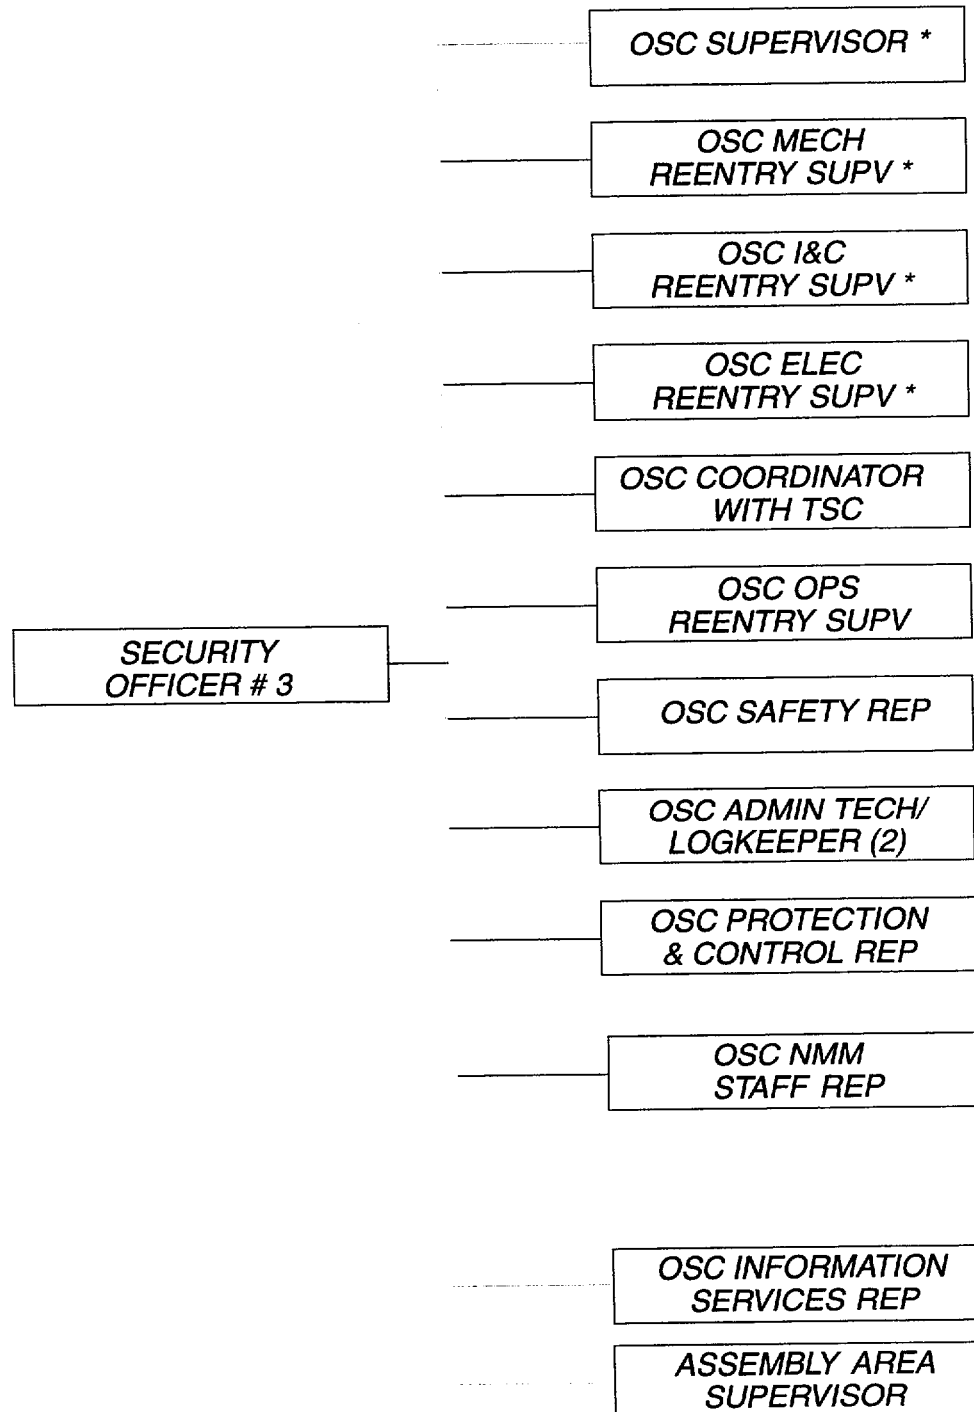 OSC SUPERVISOR *
OSC MECH
REENTRY SUPV *
OSC I&C
REENTRY SUPV *
OSC ELEC
REENTRY SUPV *
OSC COORDINATOR
WITH TSC
OSC OPS
REENTRY SUPV
SECURITY
OFFICER # 3
OSC SAFETY REP
OSC ADMIN TECH/
LOGKEEPER (2)
OSC PROTECTION
& CONTROL REP
OSC NMM
STAFF REP
OSC INFORMATION
SERVICES REP
ASSEMBLY AREA
SUPERVISOR